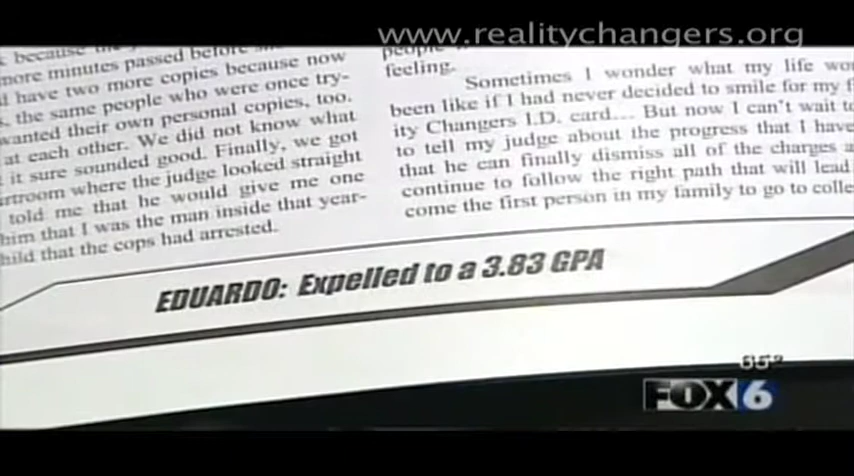 www.realitychangers.org
because the
more minutes passed before
have two more copies because now
the same people who were once try-
wanted their own personal copies, too.
at each other. We did not know what
it sure sounded good. Finally, we got
rtroom where the judge looked straight
told me that he would give me one
him that I was the man inside that year-
hild that the cops had arrested.
people
feeling.
Sometimes I wonder what my life wo
been like if I had never decided to smile for my f
ity Changers I.D. card... But now I can't wait to
to tell my judge about the progress that I have
that he can finally dismiss all of the charges a
continue to follow the right path that will lead
come the first person in my family to go to colle
EDUARDO: Expelled to a 3.83 GPA
FOX 6